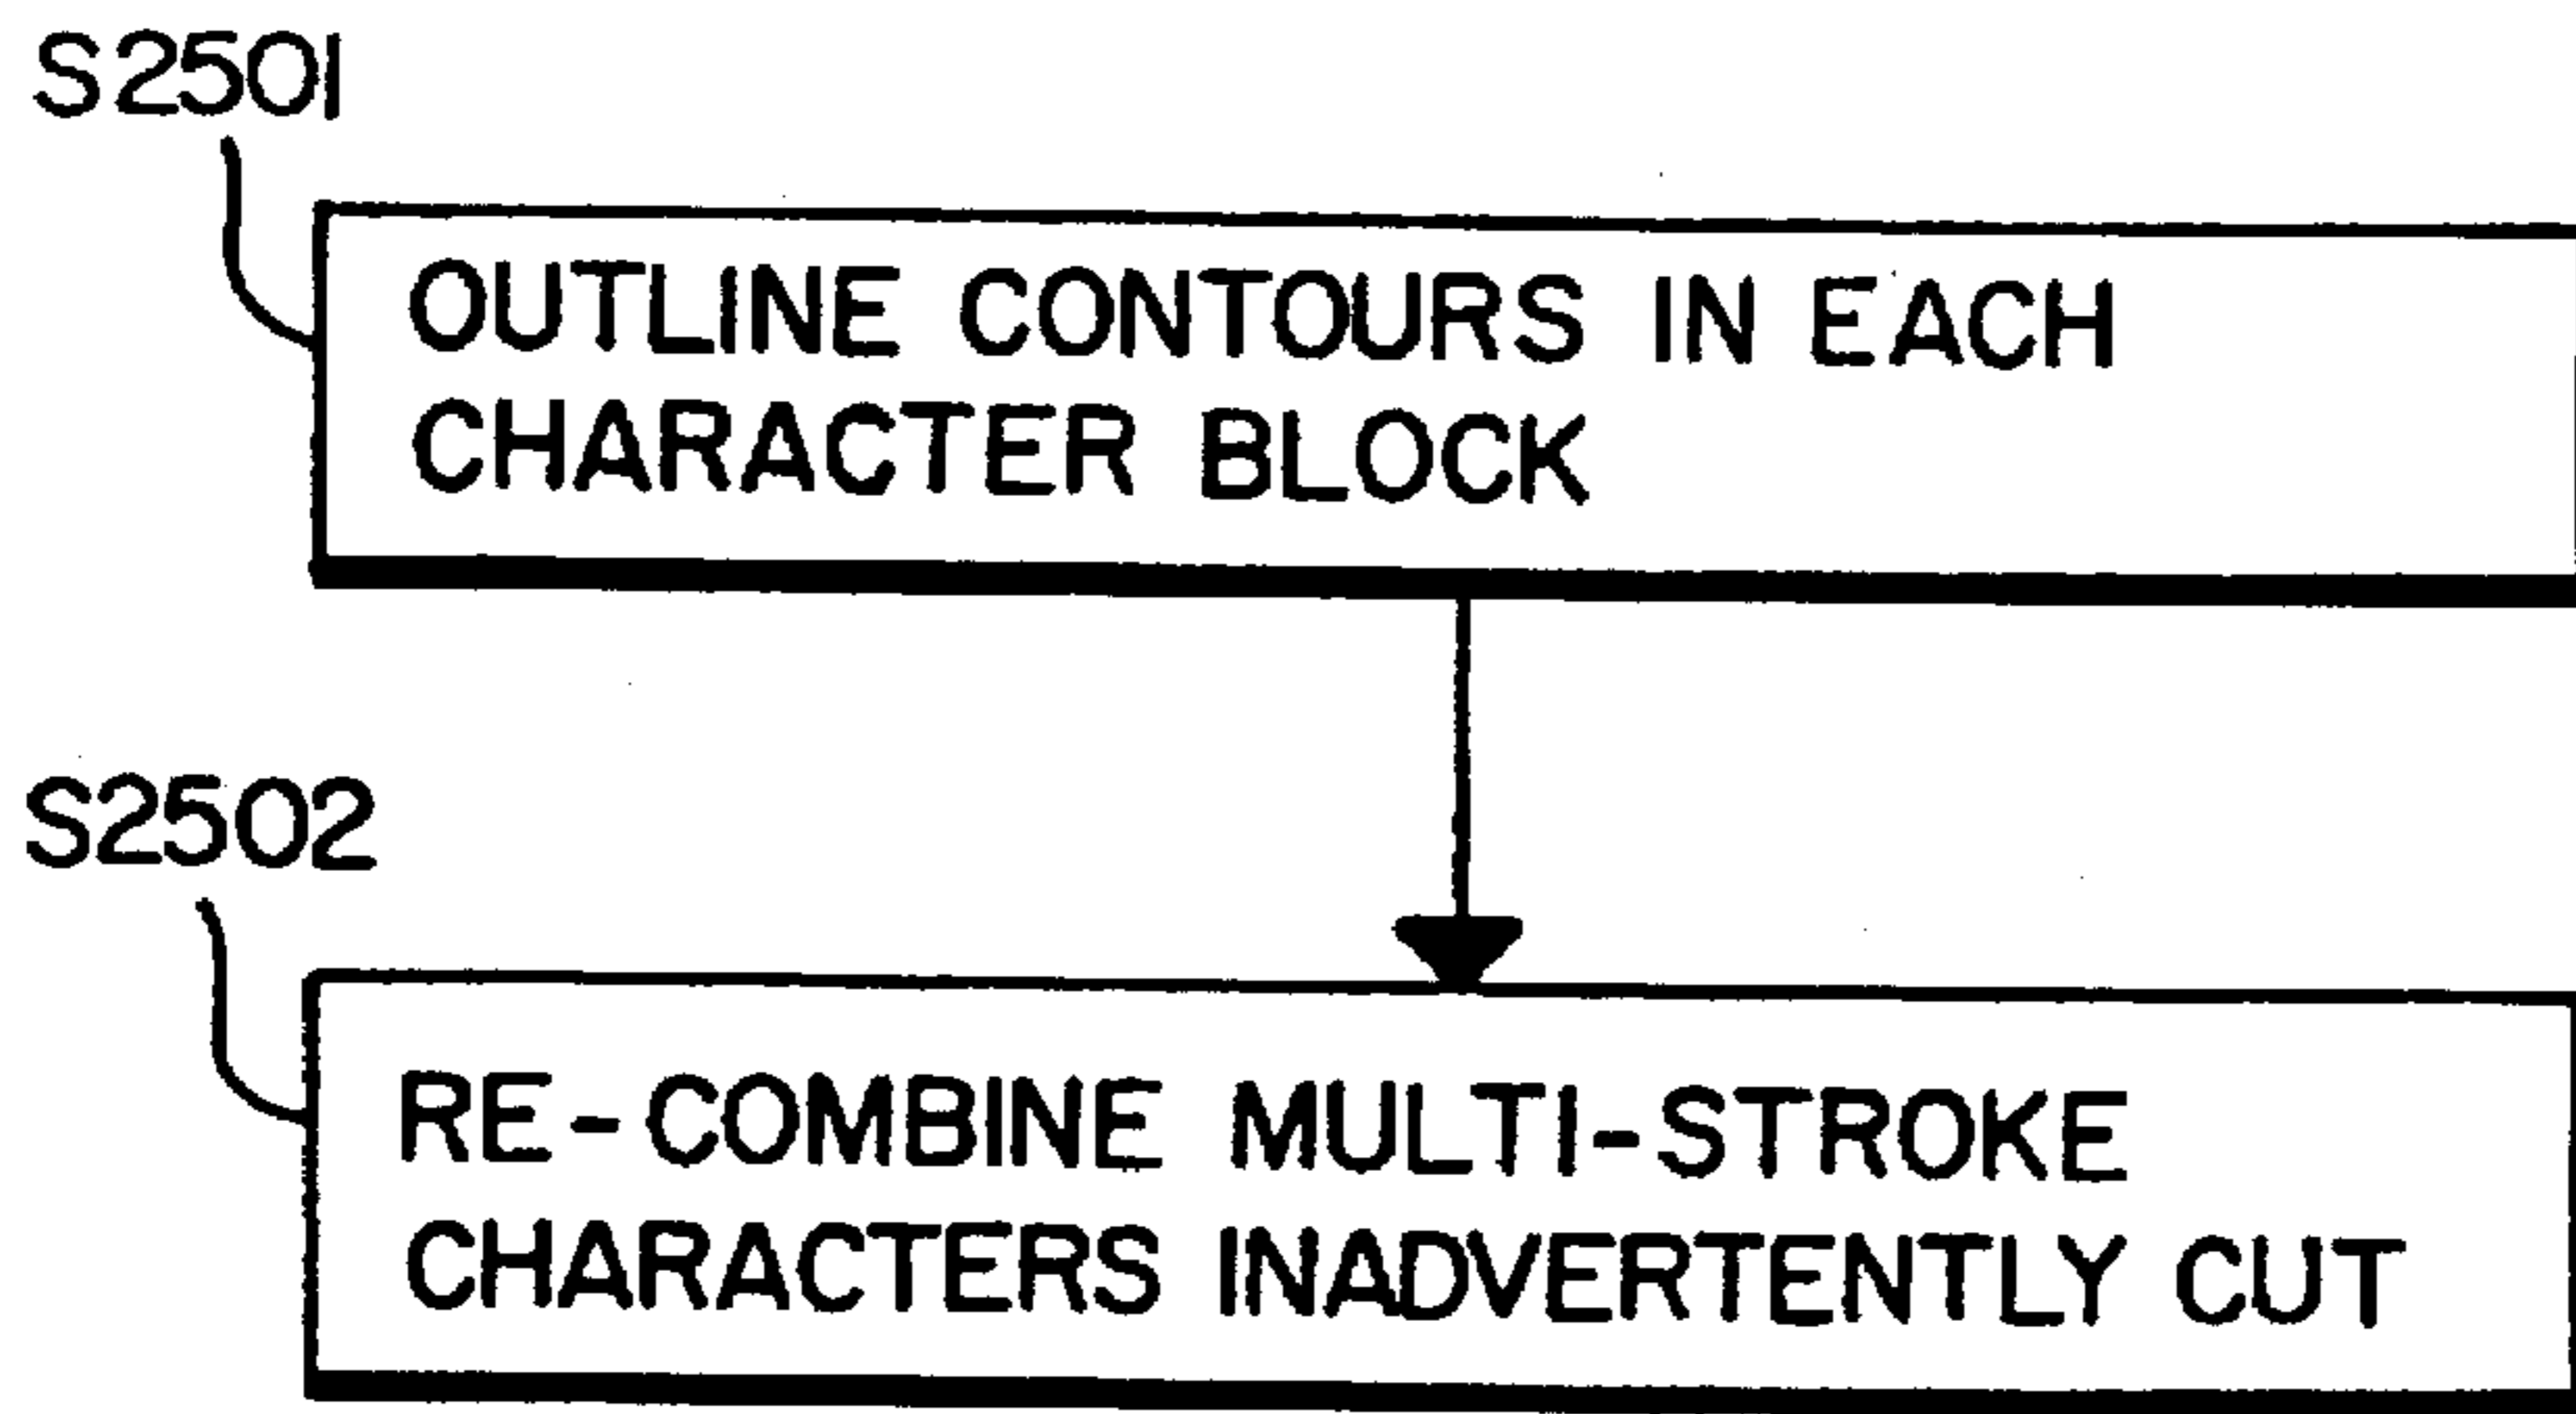 S2501
OUTLINE CONTOURS IN EACH
CHARACTER BLOCK
S2502
RE-COMBINE MULTI-STROKE
CHARACTERS INADVERTENTLY CUT